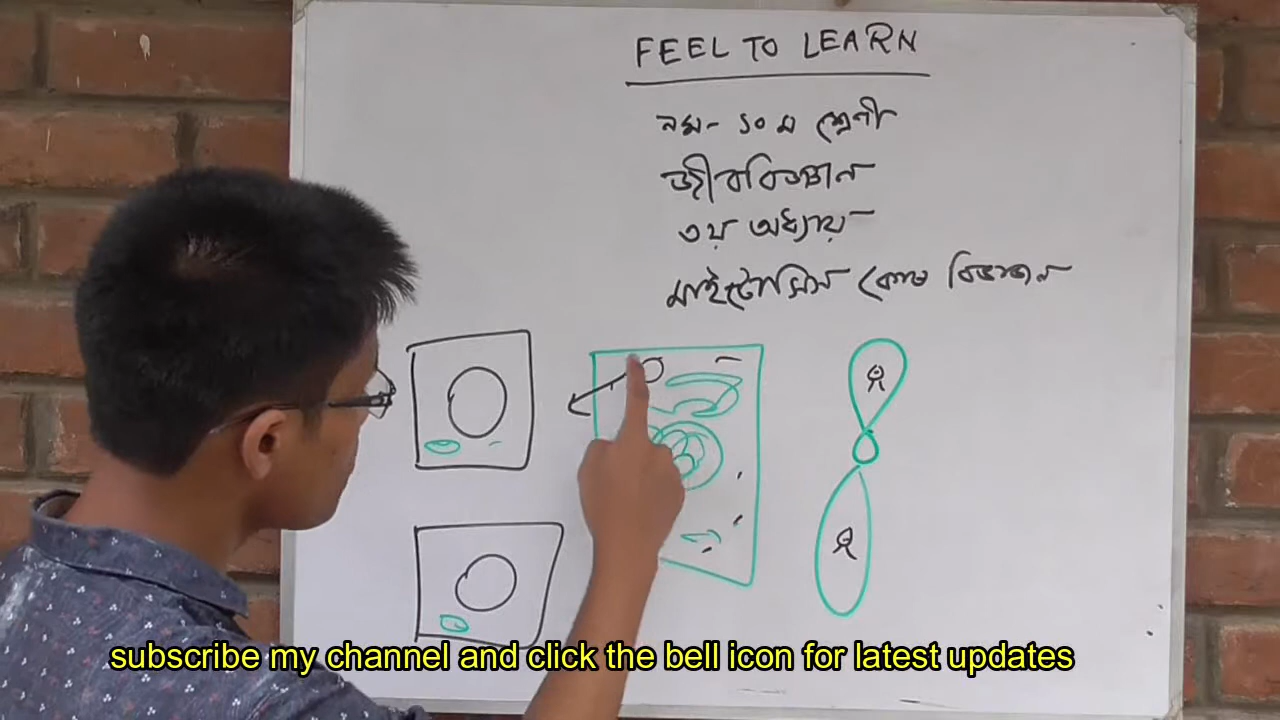 FEEL TO LEARN
নবম - ১০ম শ্রেণী
জীববিজ্ঞান
৩য় অধ্যায়
মাইটোসিস কোষ বিভাজন
subscribe my channel and click the bell icon for latest updates